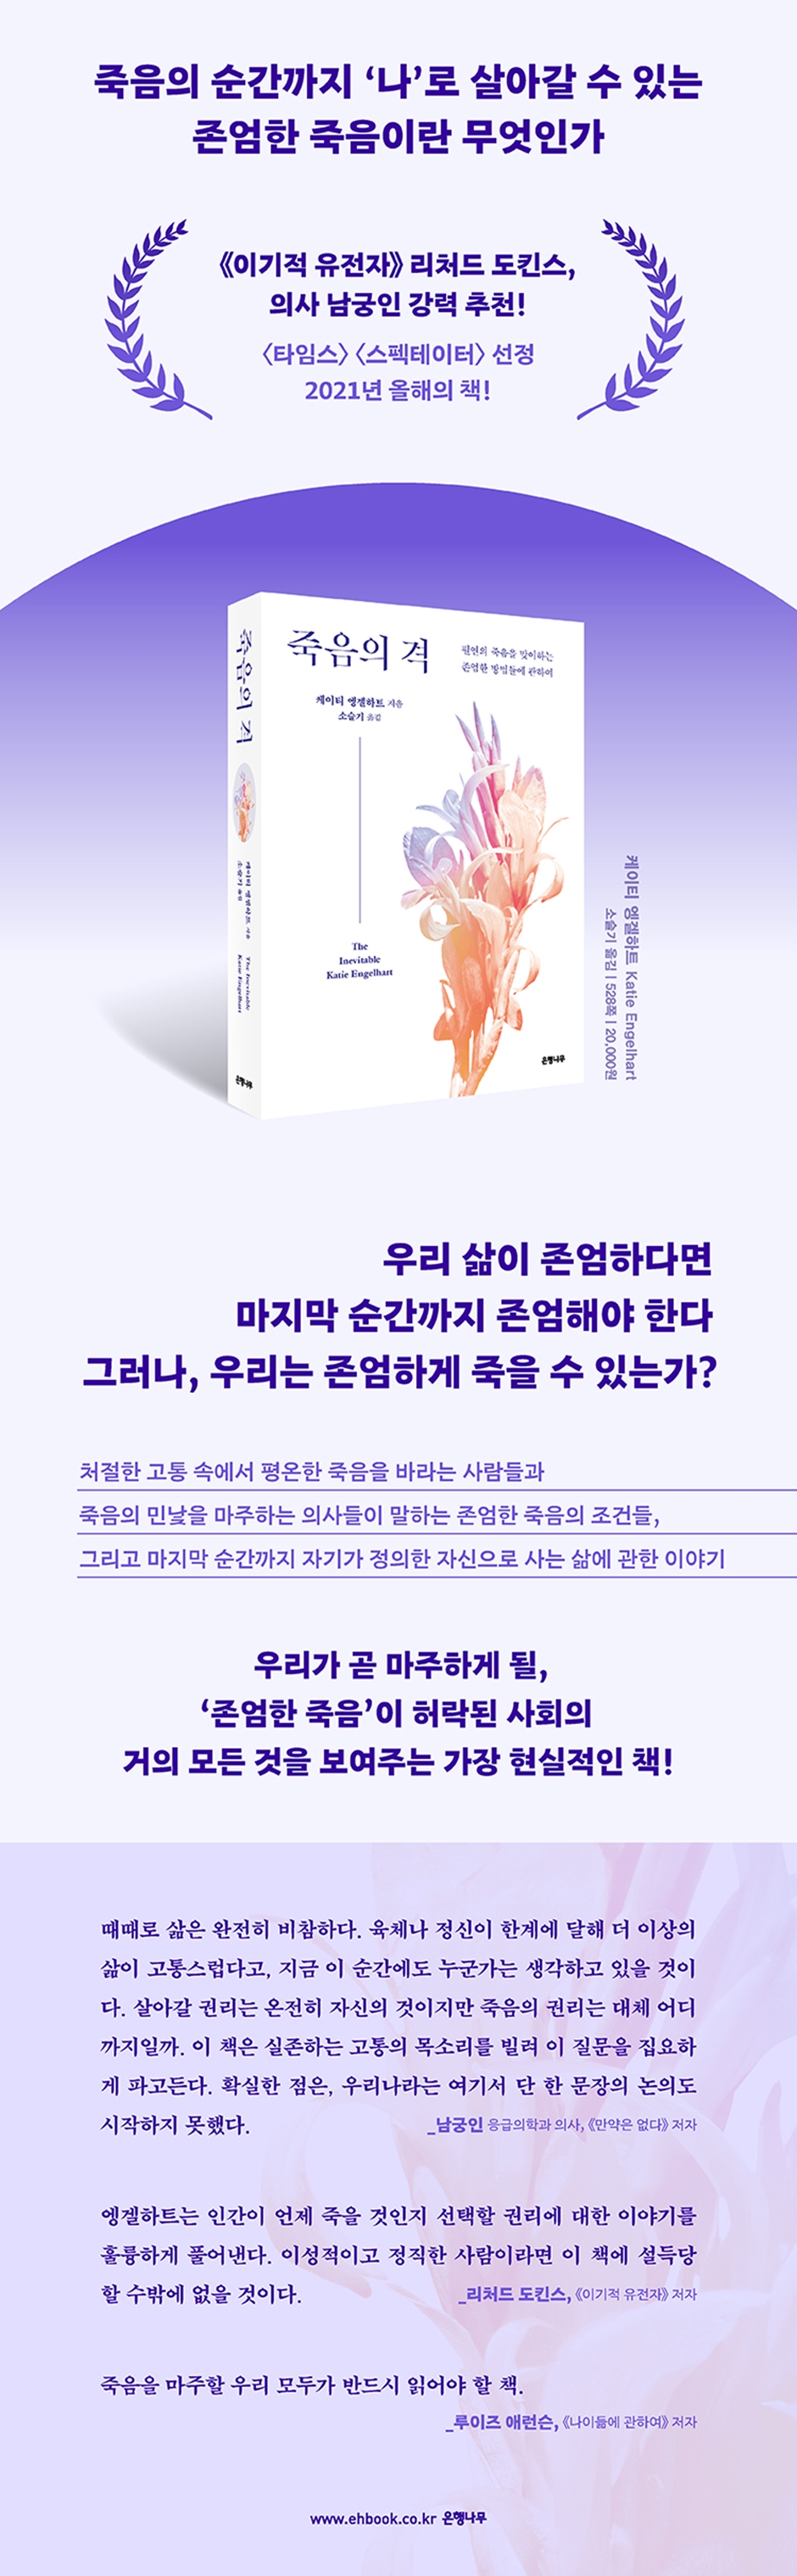 죽음의 순간까지 ‘나’로 살아갈 수 있는
존엄한 죽음이란 무엇인가
《이기적 유전자》 리처드 도킨스,
의사 남궁인 강력 추천!
〈타임스〉 〈스펙테이터〉 선정
2021년 올해의 책!
죽음의 격
필연의 죽음을 맞이하는
존엄한 방법들에 관하여
케이티 엥겔하트 지음
소슬기 옮김
The
Inevitable
Katie Engelhart
은행나무
죽음의 격
케이티 엥겔하트 지음
소슬기 옮김
The Inevitable
Katie Engelhart
은행나무
케이티 엥겔하트 Katie Engelhart
소슬기 옮김 | 528쪽 | 20,000원
우리 삶이 존엄하다면
마지막 순간까지 존엄해야 한다
그러나, 우리는 존엄하게 죽을 수 있는가?
처절한 고통 속에서 평온한 죽음을 바라는 사람들과
죽음의 민낯을 마주하는 의사들이 말하는 존엄한 죽음의 조건들,
그리고 마지막 순간까지 자기가 정의한 자신으로 사는 삶에 관한 이야기
우리가 곧 마주하게 될,
‘존엄한 죽음’이 허락된 사회의
거의 모든 것을 보여주는 가장 현실적인 책!
때때로 삶은 완전히 비참하다. 육체나 정신이 한계에 달해 더 이상의
삶이 고통스럽다고, 지금 이 순간에도 누군가는 생각하고 있을 것이
다. 살아갈 권리는 온전히 자신의 것이지만 죽음의 권리는 대체 어디
까지일까. 이 책은 실존하는 고통의 목소리를 빌려 이 질문을 집요하
게 파고든다. 확실한 점은, 우리나라는 여기서 단 한 문장의 논의도
시작하지 못했다. _남궁인 응급의학과 의사, 《만약은 없다》 저자
엥겔하트는 인간이 언제 죽을 것인지 선택할 권리에 대한 이야기를
훌륭하게 풀어낸다. 이성적이고 정직한 사람이라면 이 책에 설득당
할 수밖에 없을 것이다. _리처드 도킨스, 《이기적 유전자》 저자
죽음을 마주할 우리 모두가 반드시 읽어야 할 책.
_루이즈 애런슨, 《나이듦에 관하여》 저자
www.ehbook.co.kr 은행나무